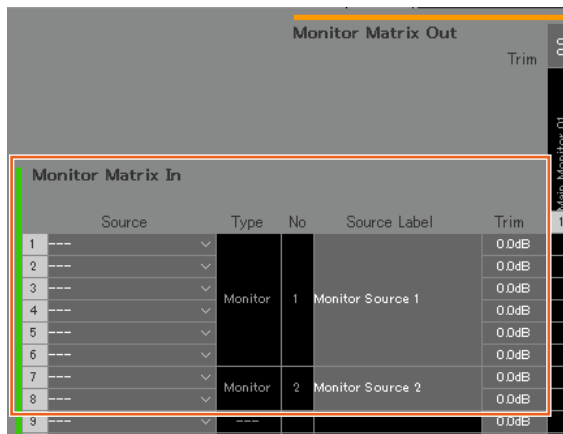 Monitor Matrix Out
Trim
0.0
Main Monitor 01
1
Monitor Matrix In
Source Type No Source Label Trim
1 --- 0.0dB
2 --- 0.0dB
3 --- 0.0dB
4 --- Monitor 1 Monitor Source 1 0.0dB
5 --- 0.0dB
6 --- 0.0dB
7 --- Monitor 2 Monitor Source 2 0.0dB
8 --- 0.0dB
9 --- --- 0.0dB